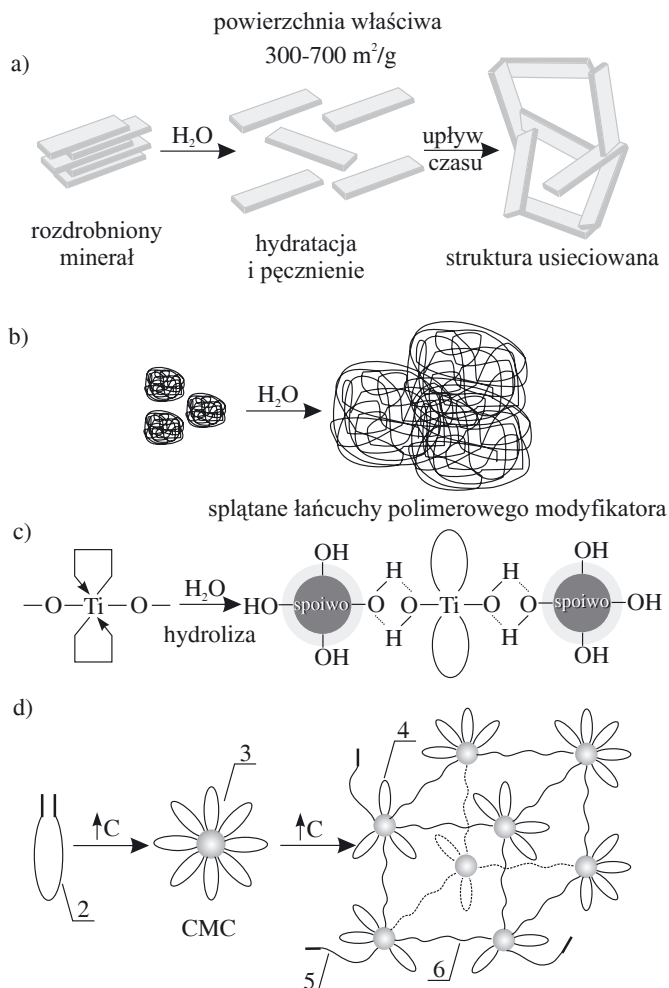 powierzchnia właściwa
300-700 m²/g
a)
H₂O
upływ
czasu
rozdrobniony
minerał
hydratacja
i pęcznienie
struktura usieciowana
b)
H₂O
splątane łańcuchy polimerowego modyfikatora
c)
O Ti O
H₂O
hydroliza
OH H H OH
HO spoiwo O O Ti O O spoiwo OH
OH H H OH
d)
2
↑C
3
CMC
↑C
4
5
6